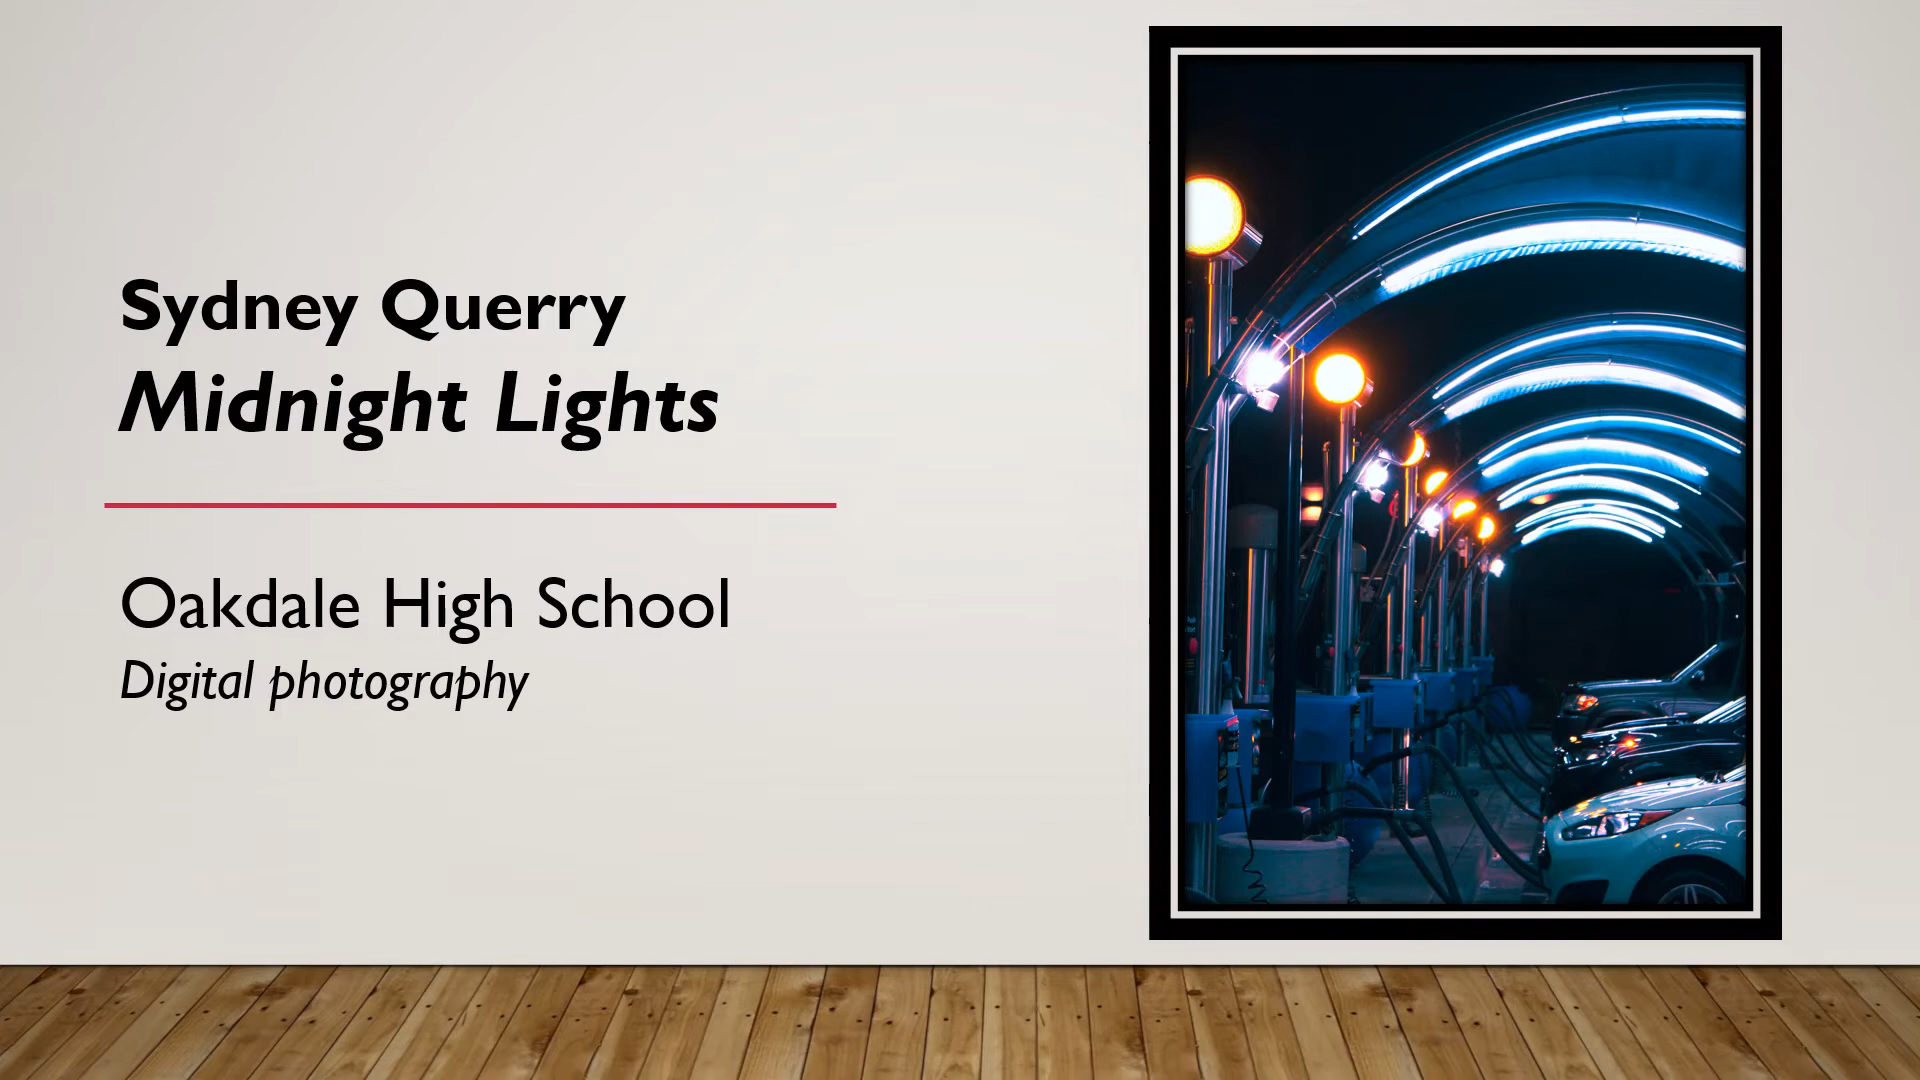 Sydney Querry
Midnight Lights
Oakdale High School
Digital photography